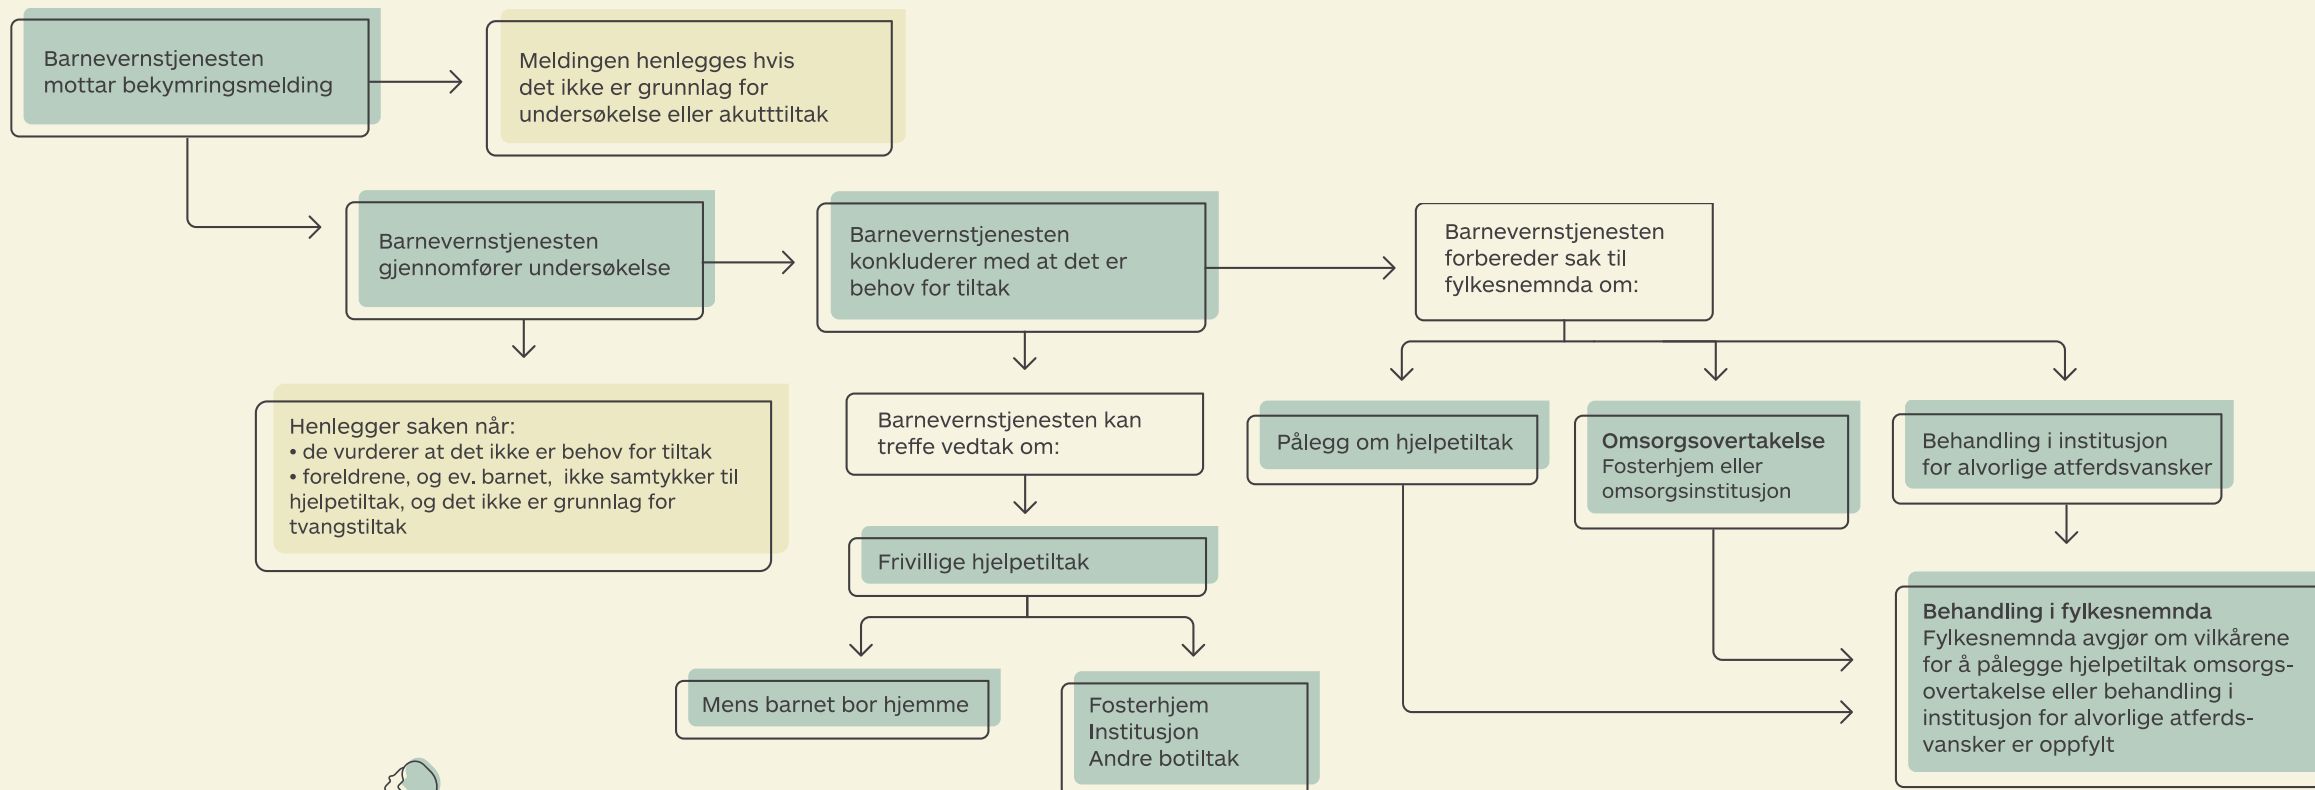 Barnevernstjenesten
mottar bekymringsmelding
Meldingen henlegges hvis
det ikke er grunnlag for
undersøkelse eller akutttiltak
Barnevernstjenesten
gjennomfører undersøkelse
Barnevernstjenesten
konkluderer med at det er
behov for tiltak
Barnevernstjenesten
forbereder sak til
fylkesnemnda om:
Henlegger saken når:
• de vurderer at det ikke er behov for tiltak
• foreldrene, og ev. barnet, ikke samtykker til
hjelpetiltak, og det ikke er grunnlag for
tvangstiltak
Barnevernstjenesten kan
treffe vedtak om:
Pålegg om hjelpetiltak
Omsorgsovertakelse
Fosterhjem eller
omsorgsinstitusjon
Behandling i institusjon
for alvorlige atferdsvansker
Frivillige hjelpetiltak
Mens barnet bor hjemme
Fosterhjem
Institusjon
Andre botiltak
Behandling i fylkesnemnda
Fylkesnemnda avgjør om vilkårene
for å pålegge hjelpetiltak omsorgs-
overtakelse eller behandling i
institusjon for alvorlige atferds-
vansker er oppfylt